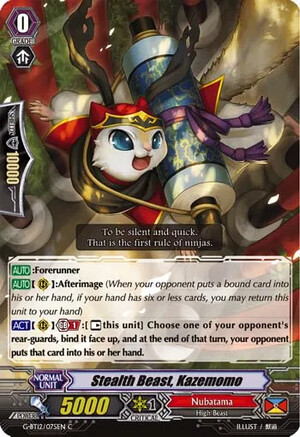 0
GRADE
10000
SHIELD
To be silent and quick.
That is the first rule of ninjas.
AUTO:Forerunner
AUTO [ ]:Afterimage (When your opponent puts a bound card into his or her hand, if your hand has six or less cards, you may return this unit to hand)
ACT [ ] 1: [ this unit] Choose one of your opponent's rear-guards, bind it face up, and at the end of that turn, your opponent puts that card into his or her hand.
NORMAL UNIT
Stealth Beast, Kazemomo
POWER
5000
1
CRITICAL
Nubatama
High Beast
G-BT12/075EN C
ILLUST /